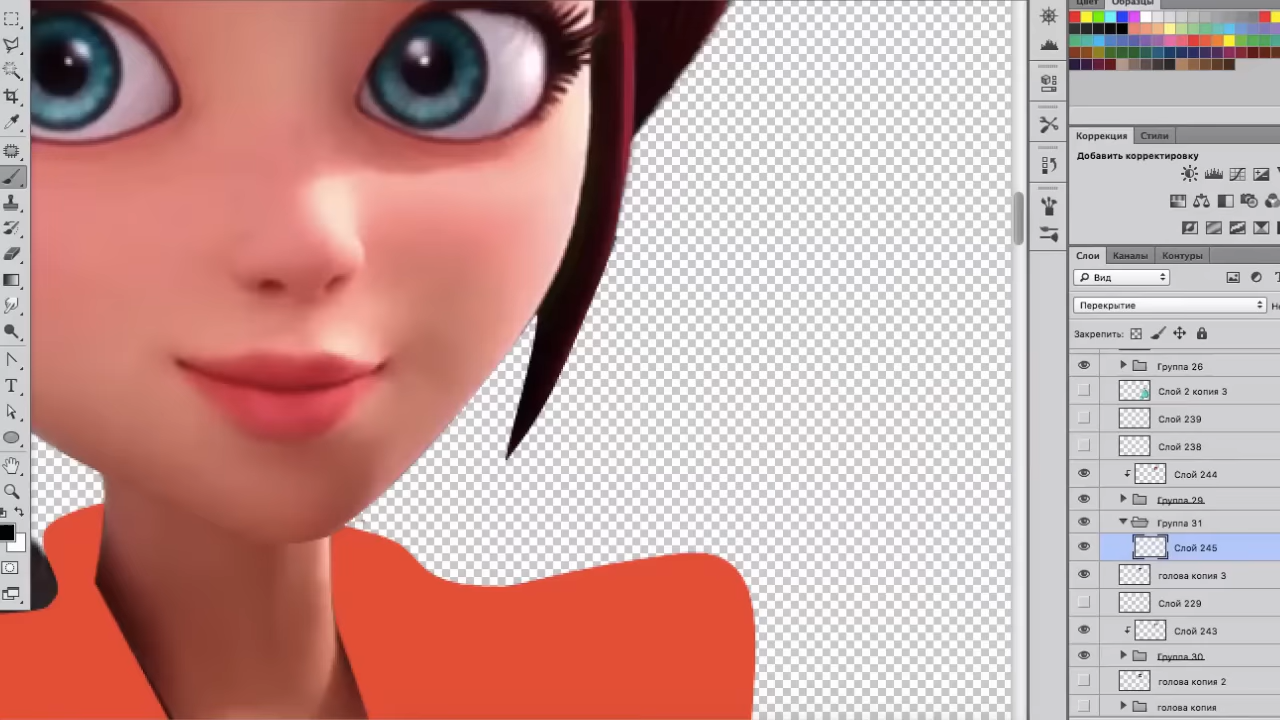 Цвет Образцы
T
Коррекция Стили
Добавить корректировку
Слои Каналы Контуры
Вид
Перекрытие
Закрепить:
Группа 26
Слой 2 копия 3
Слой 239
Слой 238
Слой 244
Группа 29
Группа 31
Слой 245
голова копия 3
Слой 229
Слой 243
Группа 30
голова копия 2
голова копия